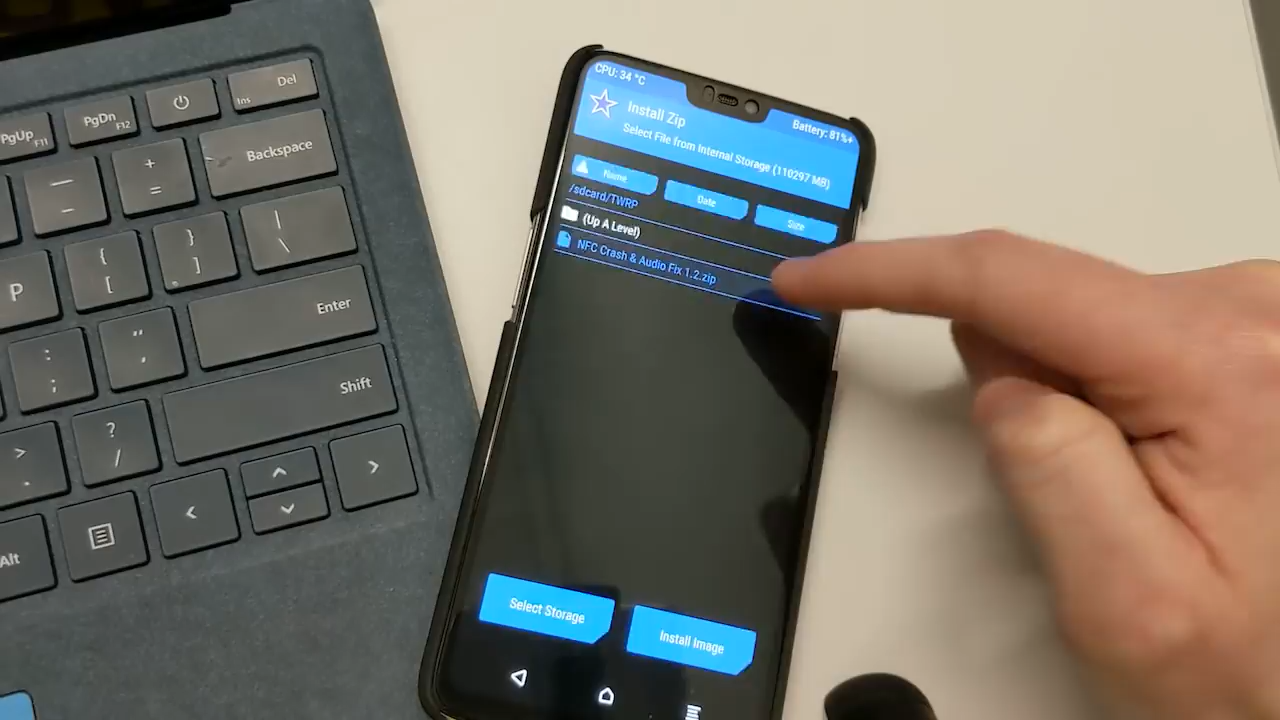 CPU: 34 °C
Battery: 81%+
Install Zip
Select File from Internal Storage (110297 MB)
Name
Date
Size
/sdcard/TWRP
(Up A Level)
NFC Crash & Audio Fix 1.2.zip
Select Storage
Install Image
Del
Ins
PgUp F11
PgDn F12
Backspace
— _
+ =
P
{ [
} ]
| \
Enter
: ;
" '
Shift
> .
? /
Alt